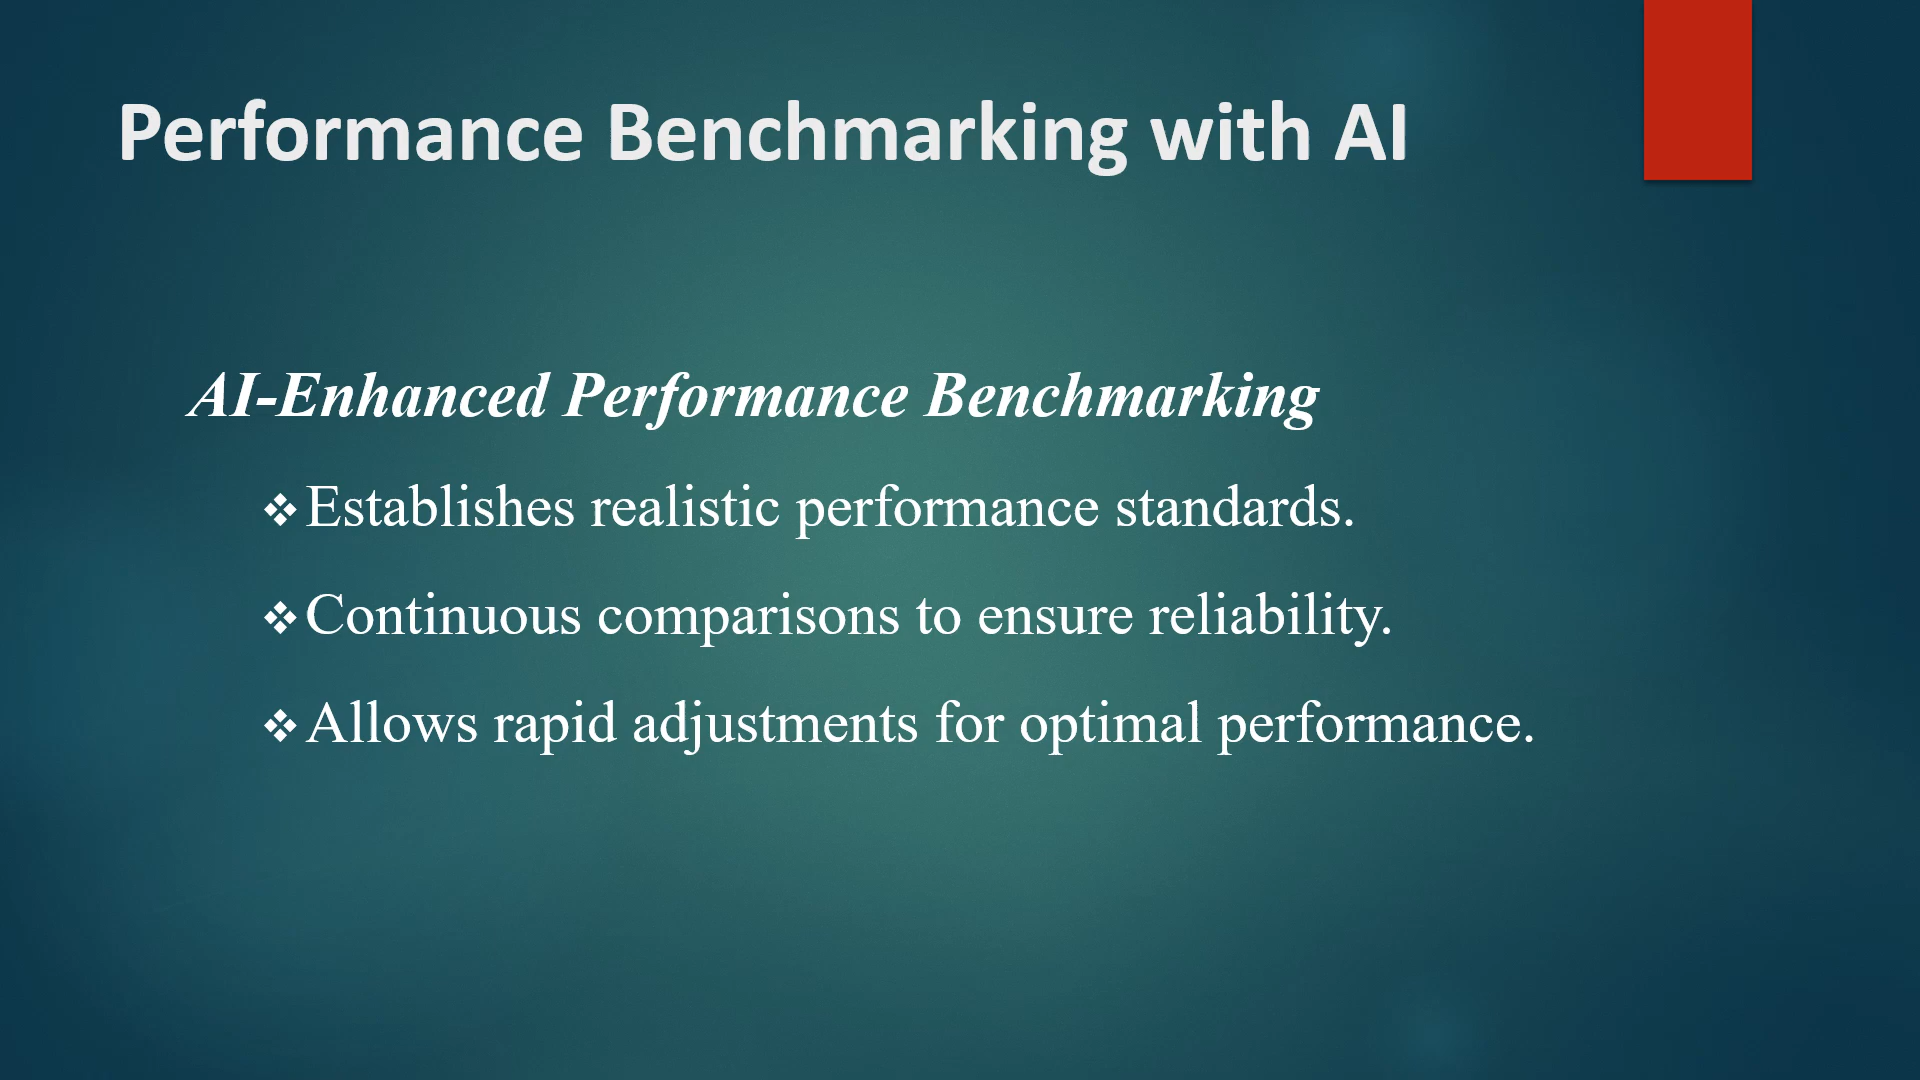 Performance Benchmarking with AI
AI-Enhanced Performance Benchmarking
❖Establishes realistic performance standards.
❖Continuous comparisons to ensure reliability.
❖Allows rapid adjustments for optimal performance.